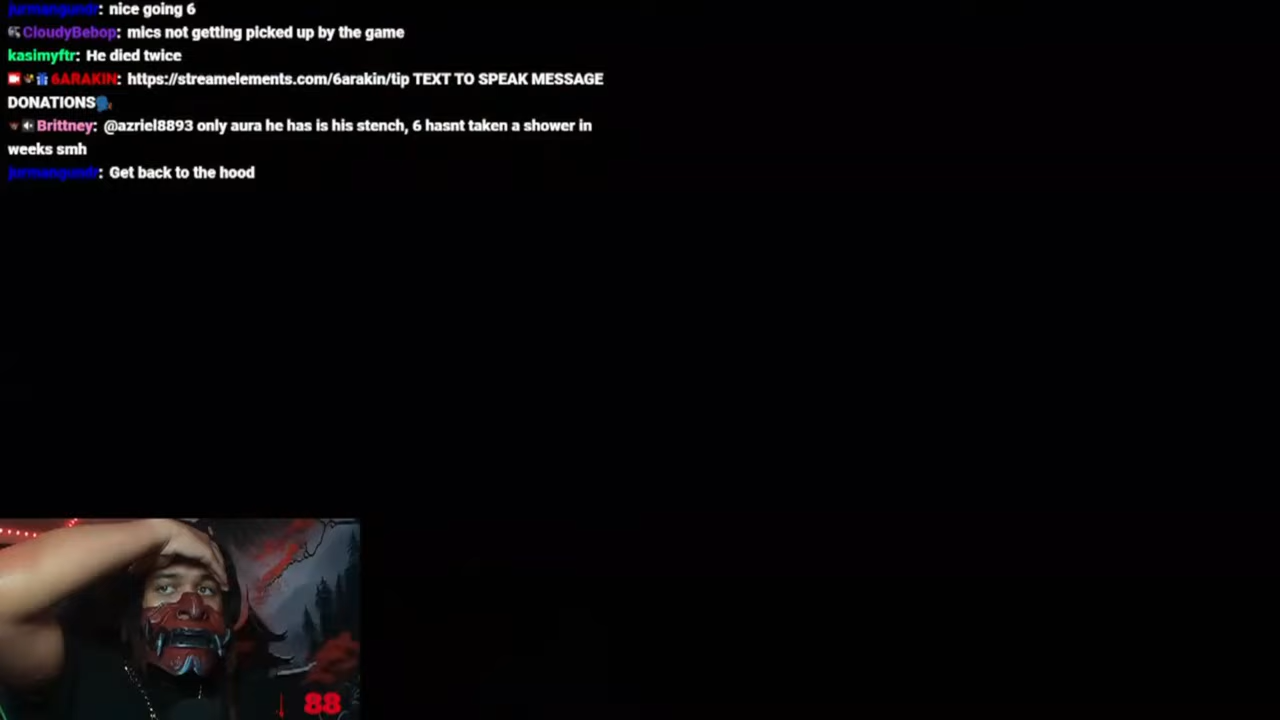 jurmangundr: nice going 6
CloudyBebop: mics not getting picked up by the game
kasimyftr: He died twice
6ARAKIN: https://streamelements.com/6arakin/tip TEXT TO SPEAK MESSAGE
DONATIONS
Brittney: @azriel8893 only aura he has is his stench, 6 hasnt taken a shower in
weeks smh
jurmangundr: Get back to the hood
88